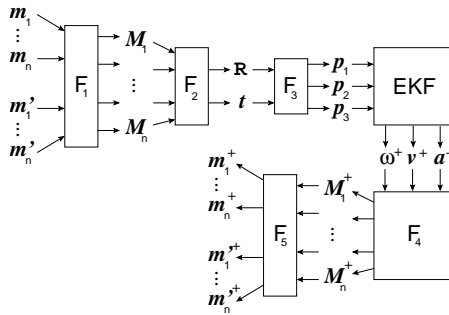 m1
⋮
mn
m'1
⋮
m'n
F1
M1
⋮
Mn
F2
R
t
F3
p1
p2
p3
EKF
ω+ v+ a+
F4
M1+
⋮
Mn+
F5
m1+
⋮
mn+
m'1+
⋮
m'n+